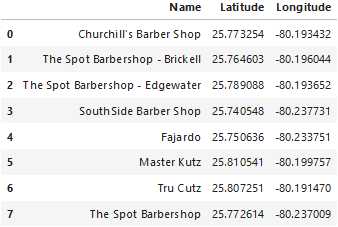 Name Latitude Longitude
0 Churchill's Barber Shop 25.773254 -80.193432
1 The Spot Barbershop - Brickell 25.764603 -80.196044
2 The Spot Barbershop - Edgewater 25.789088 -80.193652
3 SouthSide Barber Shop 25.740548 -80.237731
4 Fajardo 25.750636 -80.233751
5 Master Kutz 25.810541 -80.199757
6 Tru Cutz 25.807251 -80.191470
7 The Spot Barbershop 25.772614 -80.237009